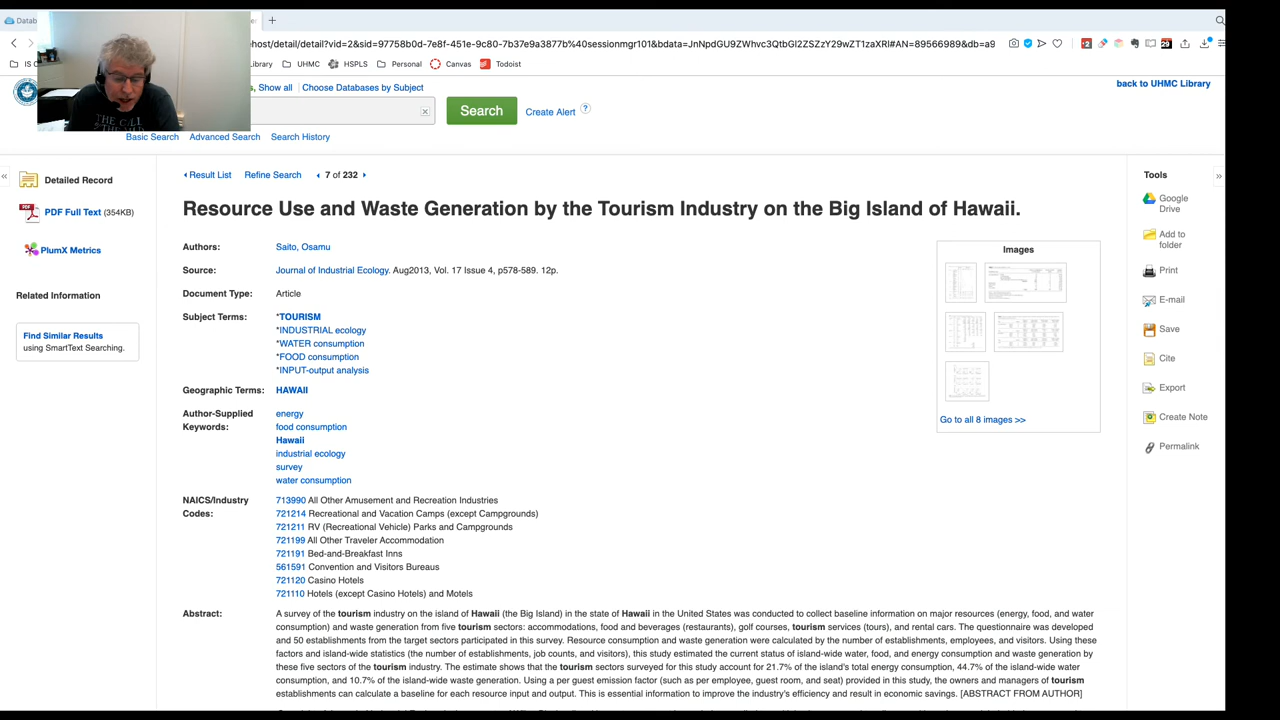 Datab
ehost/detail/detail?vid=2&sid=97758b0d-7e8f-451e-9c80-7b37e9a3877b%40sessionmgr101&bdata=JnNpdGU9ZWhvc3QtbGl2ZSZzY29wZT1zaXRl#AN=89566989&db=a9
IS C
ibrary UHMC HSPLS Personal Canvas Todoist
s, Show all | Choose Databases by Subject
back to UHMC Library
THE CALL
Search Create Alert ?
Basic Search Advanced Search Search History
Detailed Record
PDF Full Text (354KB)
PlumX Metrics
Related Information
Find Similar Results
using SmartText Searching.
Result List Refine Search 7 of 232
Resource Use and Waste Generation by the Tourism Industry on the Big Island of Hawaii.
Authors: Saito, Osamu
Source: Journal of Industrial Ecology. Aug2013, Vol. 17 Issue 4, p578-589. 12p.
Document Type: Article
Subject Terms: *TOURISM
*INDUSTRIAL ecology
*WATER consumption
*FOOD consumption
*INPUT-output analysis
Geographic Terms: HAWAII
Author-Supplied Keywords: energy
food consumption
Hawaii
industrial ecology
survey
water consumption
NAICS/Industry Codes: 713990 All Other Amusement and Recreation Industries
721214 Recreational and Vacation Camps (except Campgrounds)
721211 RV (Recreational Vehicle) Parks and Campgrounds
721199 All Other Traveler Accommodation
721191 Bed-and-Breakfast Inns
561591 Convention and Visitors Bureaus
721120 Casino Hotels
721110 Hotels (except Casino Hotels) and Motels
Abstract: A survey of the tourism industry on the island of Hawaii (the Big Island) in the state of Hawaii in the United States was conducted to collect baseline information on major resources (energy, food, and water
consumption) and waste generation from five tourism sectors: accommodations, food and beverages (restaurants), golf courses, tourism services (tours), and rental cars. The questionnaire was developed
and 50 establishments from the target sectors participated in this survey. Resource consumption and waste generation were calculated by the number of establishments, employees, and visitors. Using these
factors and island-wide statistics (the number of establishments, job counts, and visitors), this study estimated the current status of island-wide water, food, and energy consumption and waste generation by
these five sectors of the tourism industry. The estimate shows that the tourism sectors surveyed for this study account for 21.7% of the island's total energy consumption, 44.7% of the island-wide water
consumption, and 10.7% of the island-wide waste generation. Using a per guest emission factor (such as per employee, guest room, and seat) provided in this study, the owners and managers of tourism
establishments can calculate a baseline for each resource input and output. This is essential information to improve the industry's efficiency and result in economic savings. [ABSTRACT FROM AUTHOR]
Images
Go to all 8 images >>
Tools
Google
Drive
Add to
folder
Print
E-mail
Save
Cite
Export
Create Note
Permalink